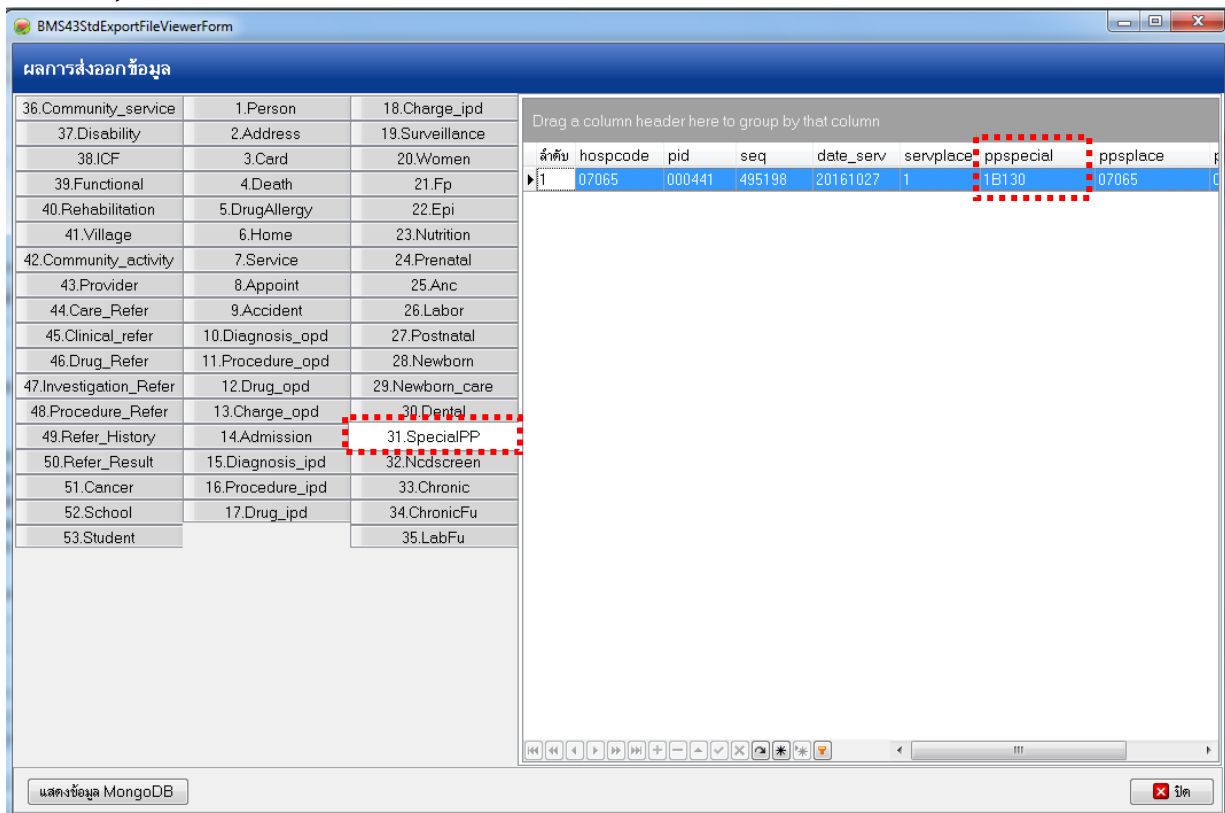 BMS43StdExportFileViewerForm
ผลการส่งออกข้อมูล
36.Community_service 1.Person 18.Charge_ipd
37.Disability 2.Address 19.Surveillance
38.ICF 3.Card 20.Women
39.Functional 4.Death 21.Fp
40.Rehabilitation 5.DrugAllergy 22.Epi
41.Village 6.Home 23.Nutrition
42.Community_activity 7.Service 24.Prenatal
43.Provider 8.Appoint 25.Anc
44.Care_Refer 9.Accident 26.Labor
45.Clinical_refer 10.Diagnosis_opd 27.Postnatal
46.Drug_Refer 11.Procedure_opd 28.Newborn
47.Investigation_Refer 12.Drug_opd 29.Newborn_care
48.Procedure_Refer 13.Charge_opd 30.Dental
49.Refer_History 14.Admission 31.SpecialPP
50.Refer_Result 15.Diagnosis_ipd 32.Ncdscreen
51.Cancer 16.Procedure_ipd 33.Chronic
52.School 17.Drug_ipd 34.ChronicFu
53.Student 35.LabFu
Drag a column header here to group by that column
ลำดับ hospcode pid seq date_serv servplace ppspecial ppsplace
1 07065 000441 495198 20161027 1 1B130 07065
แสดงข้อมูล MongoDB
ปิด